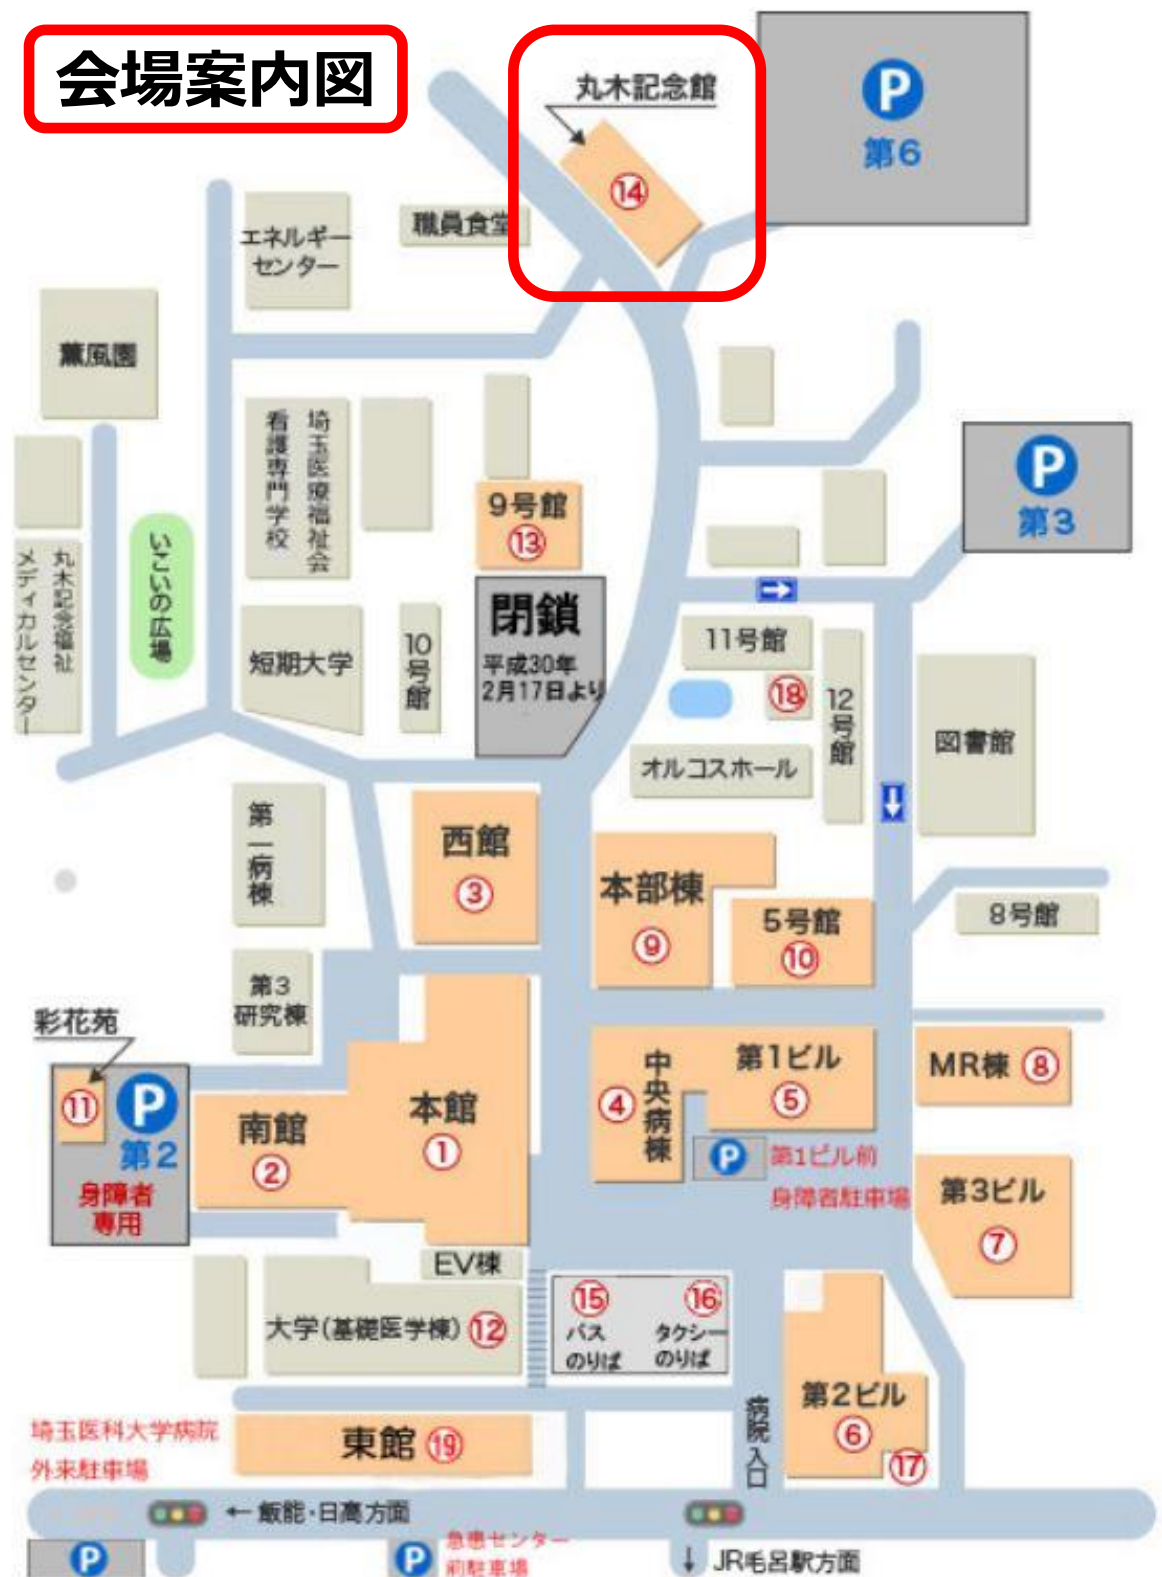 会場案内図
丸木記念館
⑭
P
第6
エネルギー
センター
職員食堂
薫風園
埼玉医療福祉会
看護専門学校
9号館
⑬
P
第3
丸木記念福祉
メディカルセンター
いこいの広場
短期大学
10号館
閉鎖
平成30年
2月17日より
11号館
⑱
12号館
図書館
オルコスホール
第一病棟
西館
③
本部棟
⑨
5号館
⑩
8号館
第3
研究棟
彩花苑
⑪
P
第2
身障者
専用
南館
②
本館
①
中央病棟
④
第1ビル
⑤
MR棟 ⑧
P
第1ビル前
身障者駐車場
第3ビル
⑦
EV棟
大学(基礎医学棟) ⑫
⑮
バス
のりば
⑯
タクシー
のりば
第2ビル
⑥
⑰
病院入口
埼玉医科大学病院
外来駐車場
東館 ⑲
← 飯能・日高方面
P
P
急患センター
前駐車場
↓ JR毛呂駅方面